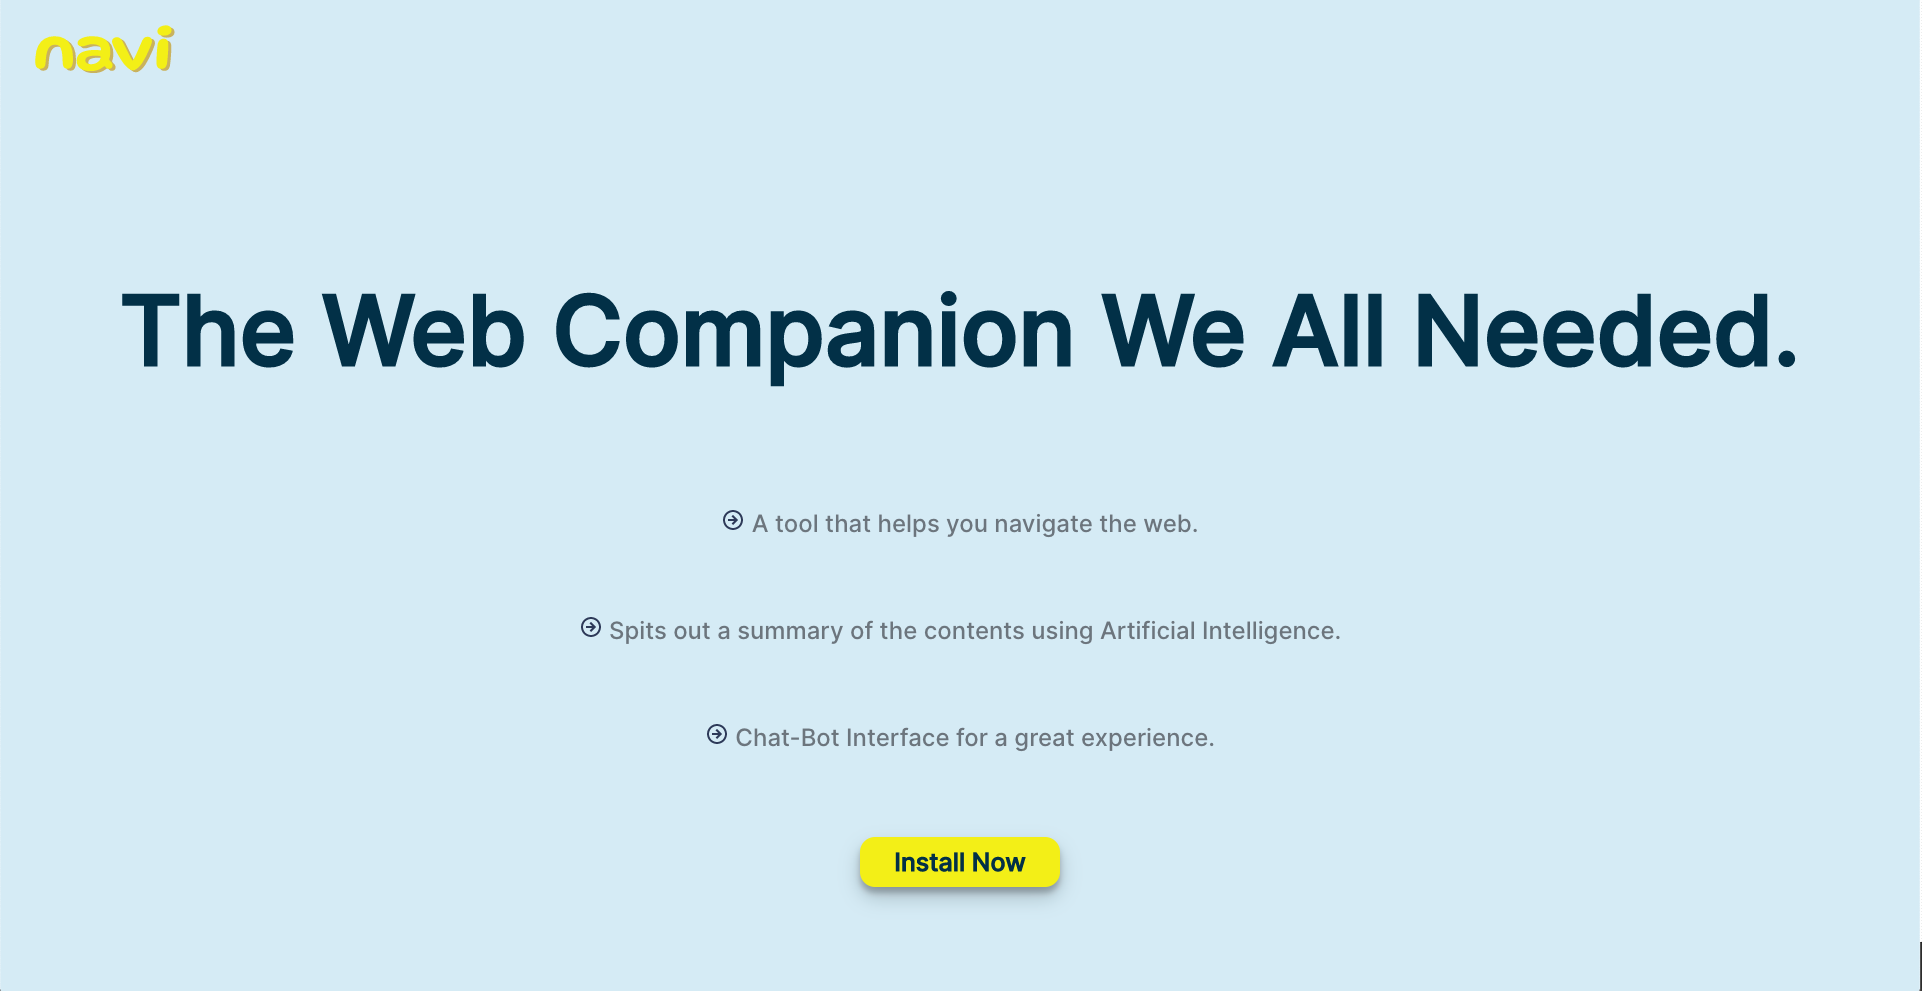 navi
The Web Companion We All Needed.
A tool that helps you navigate the web.
Spits out a summary of the contents using Artificial Intelligence.
Chat-Bot Interface for a great experience.
Install Now